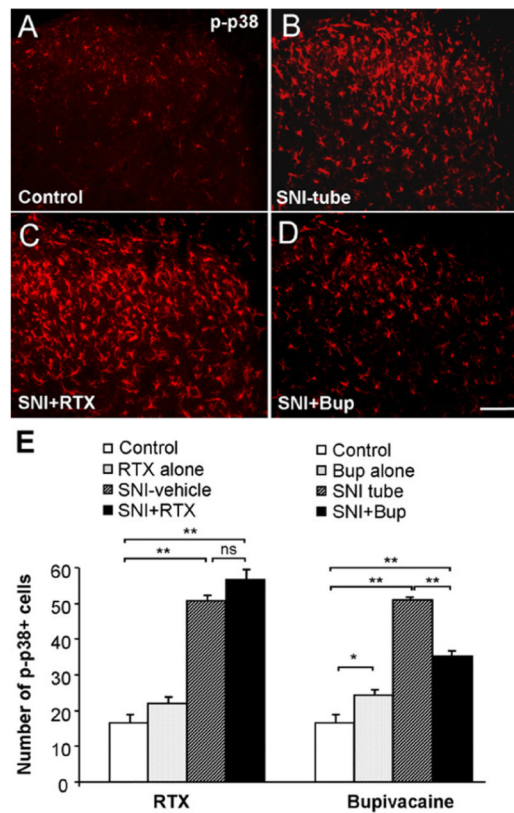 A
p-p38
Control
B
SNI-tube
C
SNI+RTX
D
SNI+Bup
E
Control
RTX alone
SNI-vehicle
SNI+RTX
Control
Bup alone
SNI tube
SNI+Bup
**
**
ns
**
**
**
*
Number of p-p38+ cells
60
50
40
30
20
10
0
RTX
Bupivacaine